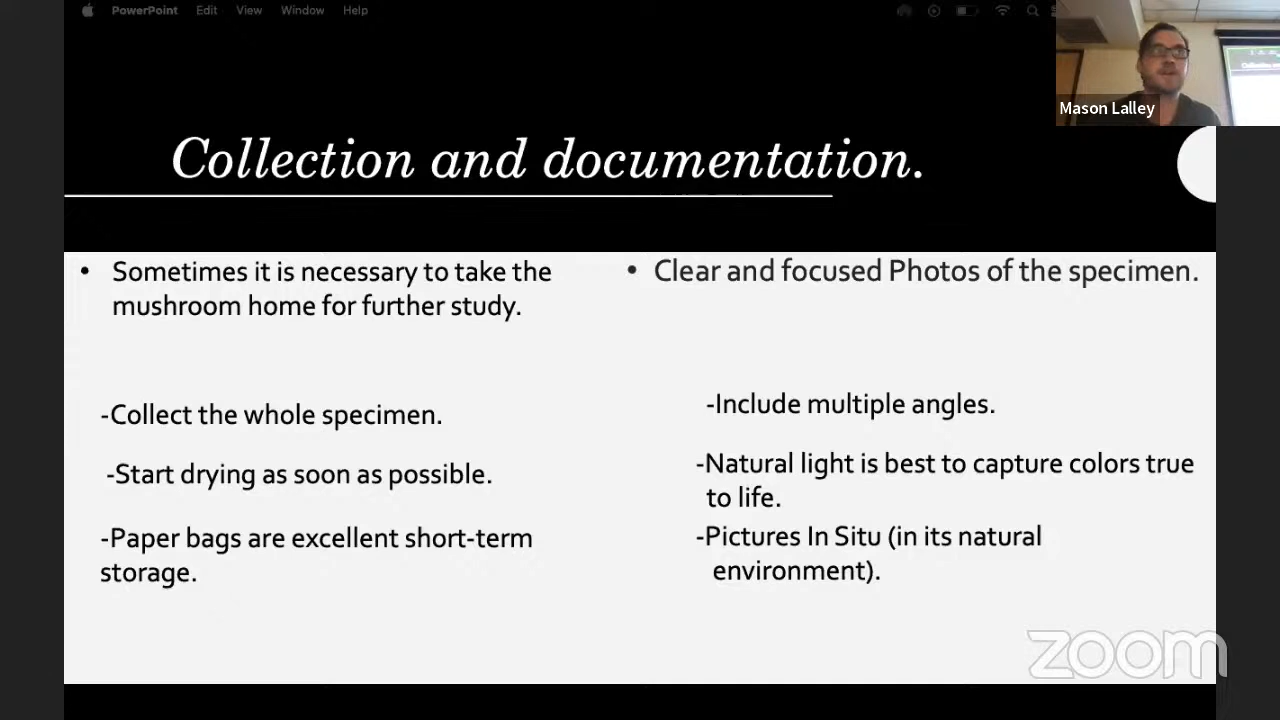 PowerPoint Edit View Window Help
Mason Lalley
Collection and documentation.
• Sometimes it is necessary to take the
mushroom home for further study.
-Collect the whole specimen.
-Start drying as soon as possible.
-Paper bags are excellent short-term
storage.
• Clear and focused Photos of the specimen.
-Include multiple angles.
-Natural light is best to capture colors true
to life.
-Pictures In Situ (in its natural
environment).
zoom